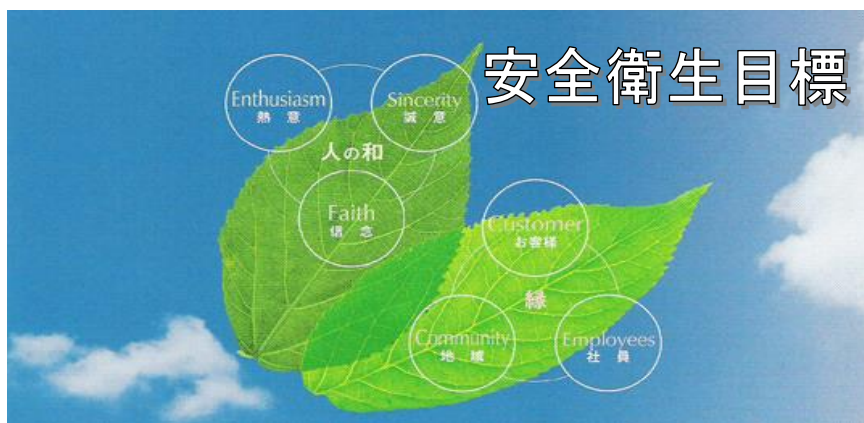 安全衛生目標
Enthusiasm
熱意
Sincerity
誠意
人の和
Faith
信念
Customer
お客様
縁
Community
地域
Employees
社員